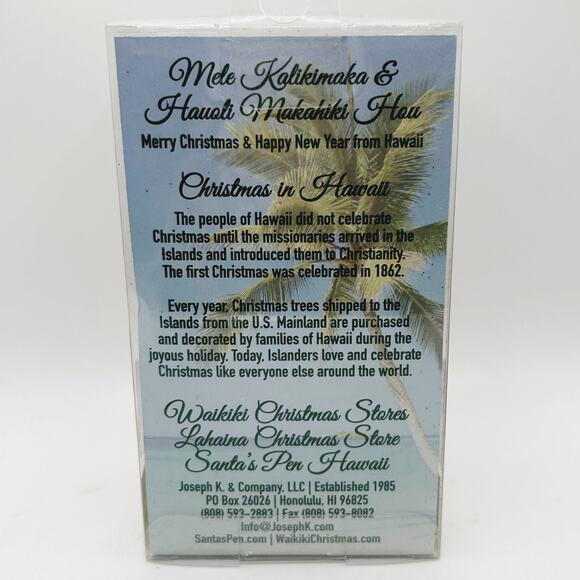 Mele Kalikimaka &
Hauoli Makahiki Hou
Merry Christmas & Happy New Year from Hawaii
Christmas in Hawaii
The people of Hawaii did not celebrate
Christmas until the missionaries arrived in the
Islands and introduced them to Christianity.
The first Christmas was celebrated in 1862.
Every year, Christmas trees shipped to the
Islands from the U.S. Mainland are purchased
and decorated by families of Hawaii during the
joyous holiday. Today, Islanders love and celebrate
Christmas like everyone else around the world.
Waikiki Christmas Stores
Lahaina Christmas Store
Santa's Pen Hawaii
Joseph K. & Company, LLC | Established 1985
PO Box 26026 | Honolulu, HI 96825
(808) 593-2883 | Fax (808) 593-8082
Info@JosephK.com
SantasPen.com | WaikikiChristmas.com